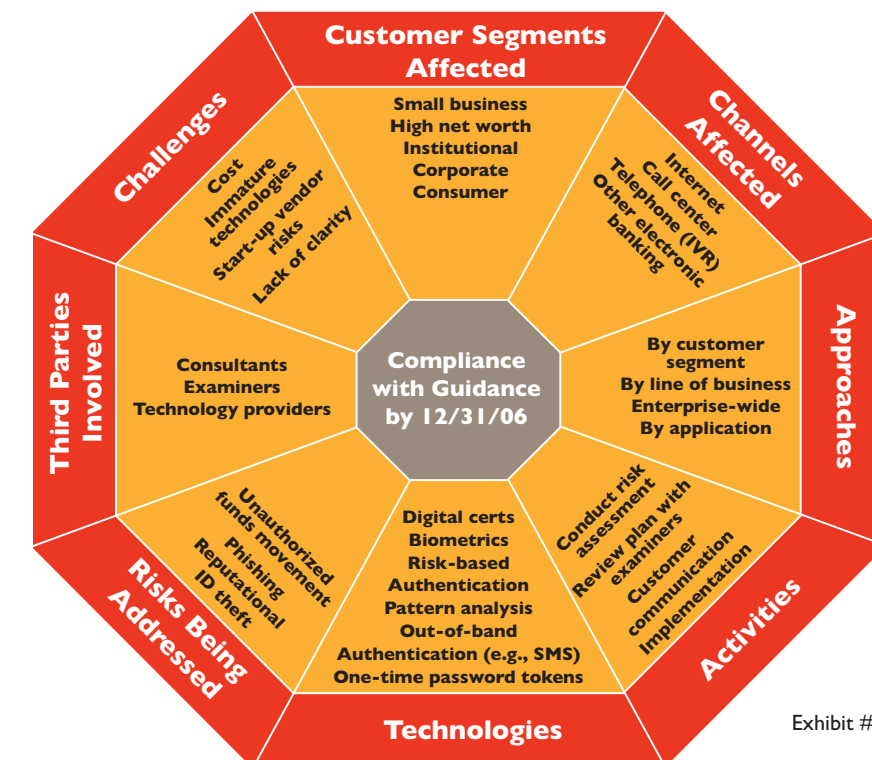 Customer Segments
Affected
Small business
High net worth
Institutional
Corporate
Consumer
Channels
Affected
Internet
Call center
Telephone (IVR)
Other electronic
banking
Approaches
By customer
segment
By line of business
Enterprise-wide
By application
Activities
Conduct risk
assessment
Review plan with
examiners
Customer
communication
Implementation
Technologies
Digital certs
Biometrics
Risk-based
Authentication
Pattern analysis
Out-of-band
Authentication (e.g., SMS)
One-time password tokens
Risks Being
Addressed
Unauthorized
funds movement
Phishing
Reputational
ID theft
Third Parties
Involved
Consultants
Examiners
Technology providers
Challenges
Cost
Immature
technologies
Start-up vendor
risks
Lack of clarity
Compliance
with Guidance
by 12/31/06
Exhibit #